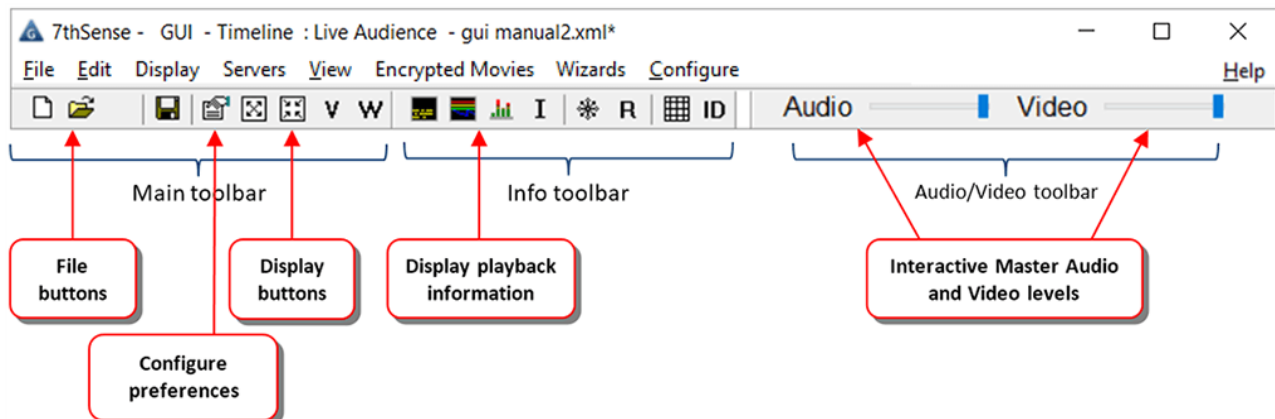 7thSense - GUI - Timeline : Live Audience - gui manual2.xml*
File Edit Display Servers View Encrypted Movies Wizards Configure Help
V W I R ID Audio Video
Main toolbar Info toolbar Audio/Video toolbar
File
buttons
Display
buttons
Display playback
information
Interactive Master Audio
and Video levels
Configure
preferences